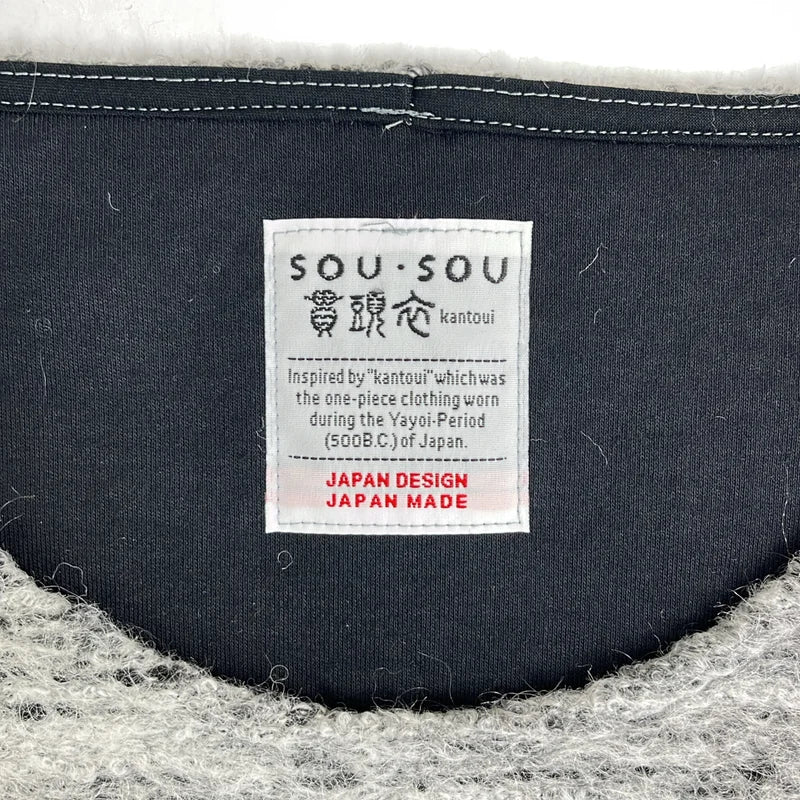 SOU・SOU
貫頭衣 kantoui
Inspired by "kantoui" which was
the one-piece clothing worn
during the Yayoi-Period
(500B.C.) of Japan.
JAPAN DESIGN
JAPAN MADE